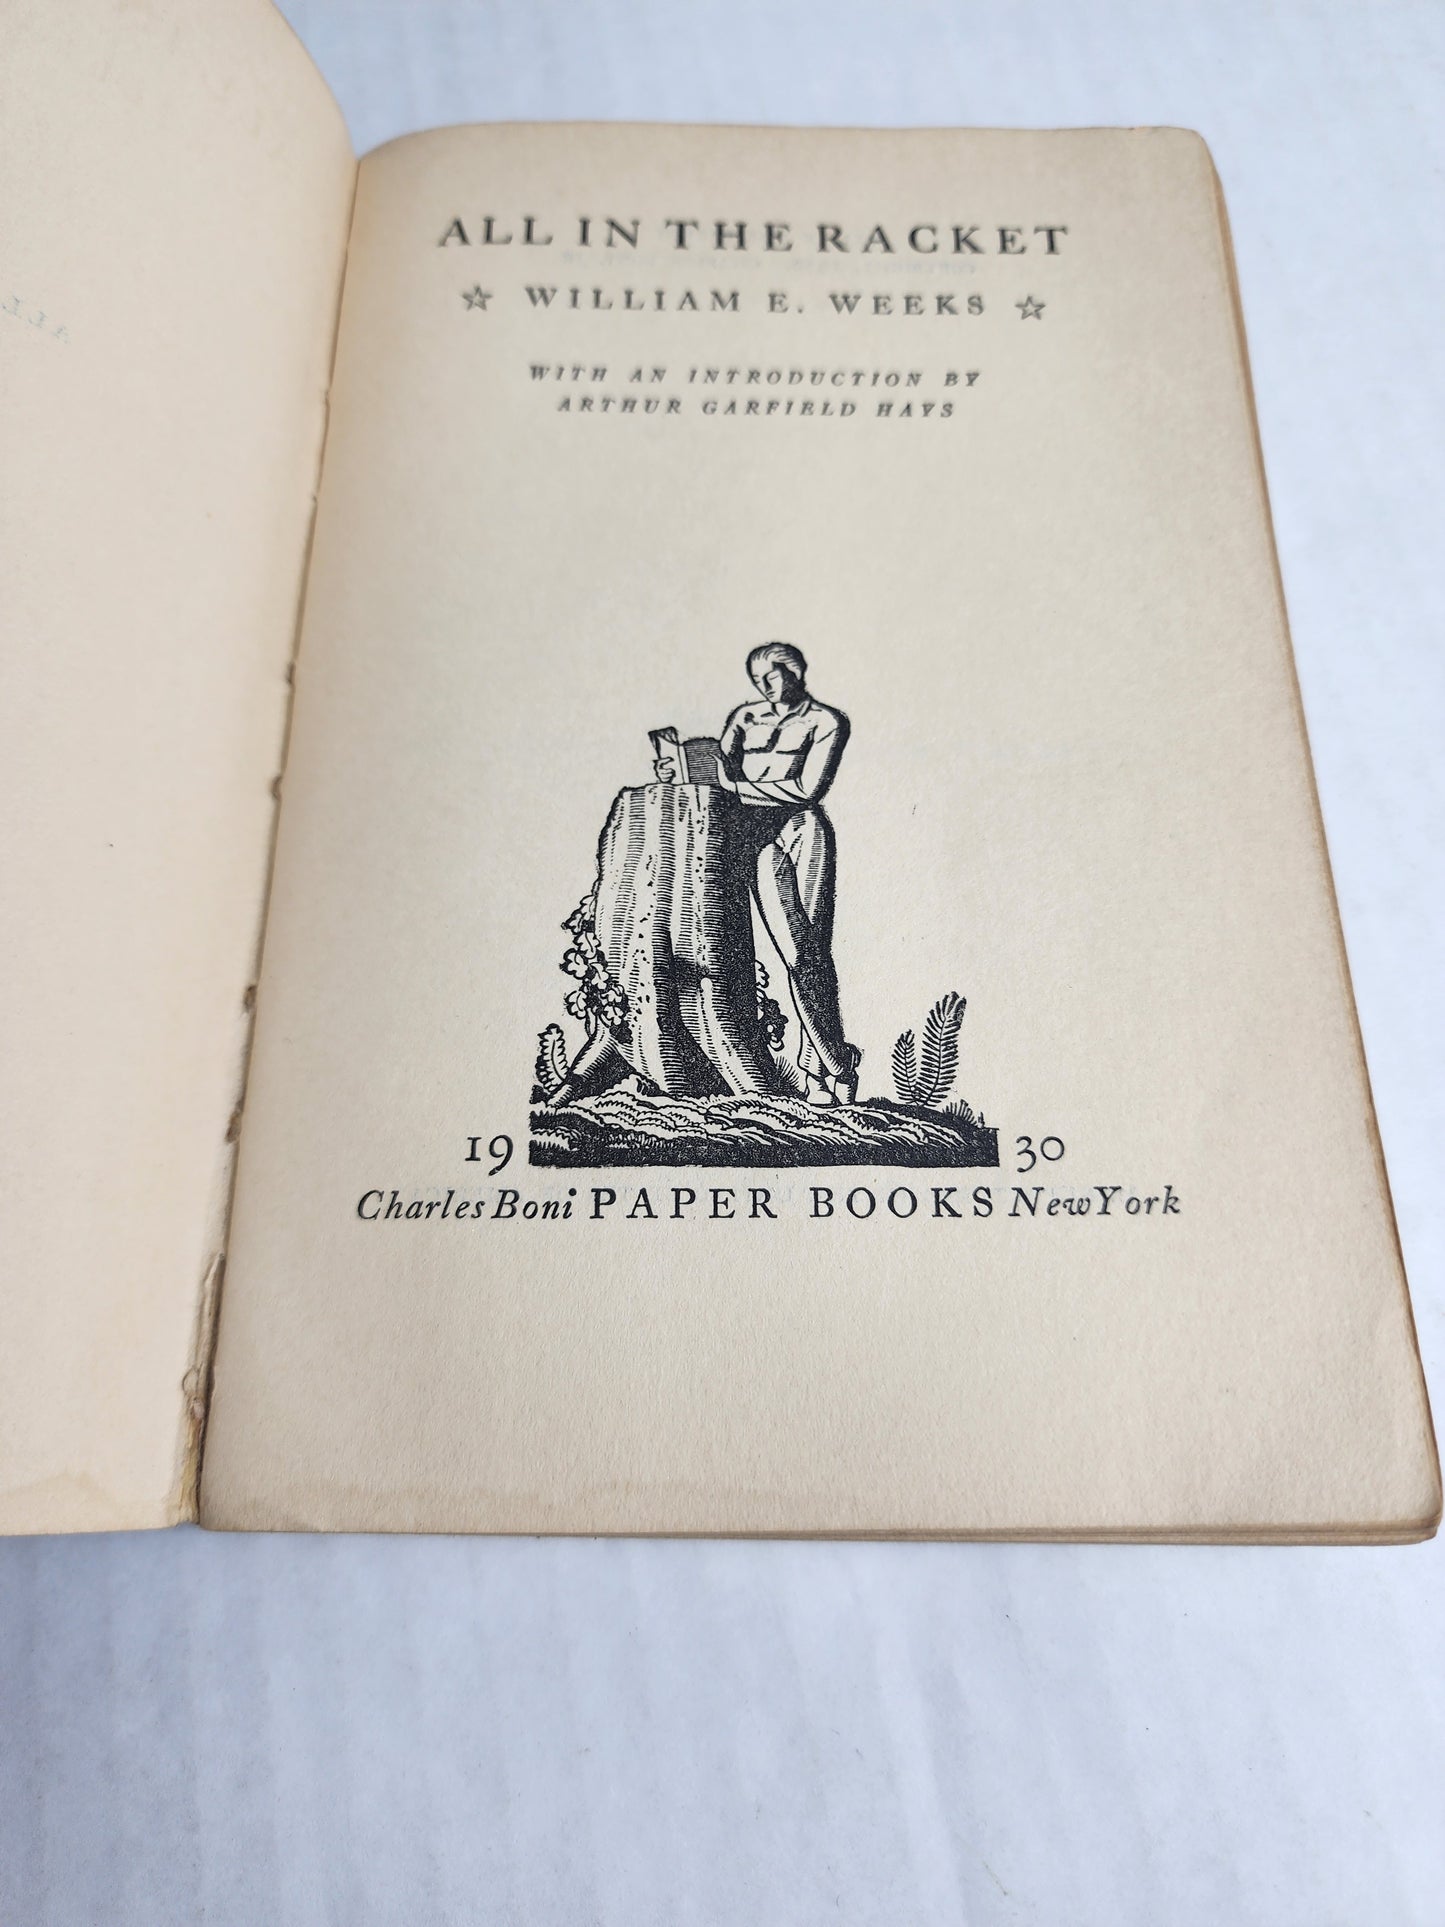 ALL IN THE RACKET
☆ WILLIAM E. WEEKS ☆
WITH AN INTRODUCTION BY
ARTHUR GARFIELD HAYS
19 30
Charles Boni PAPER BOOKS New York